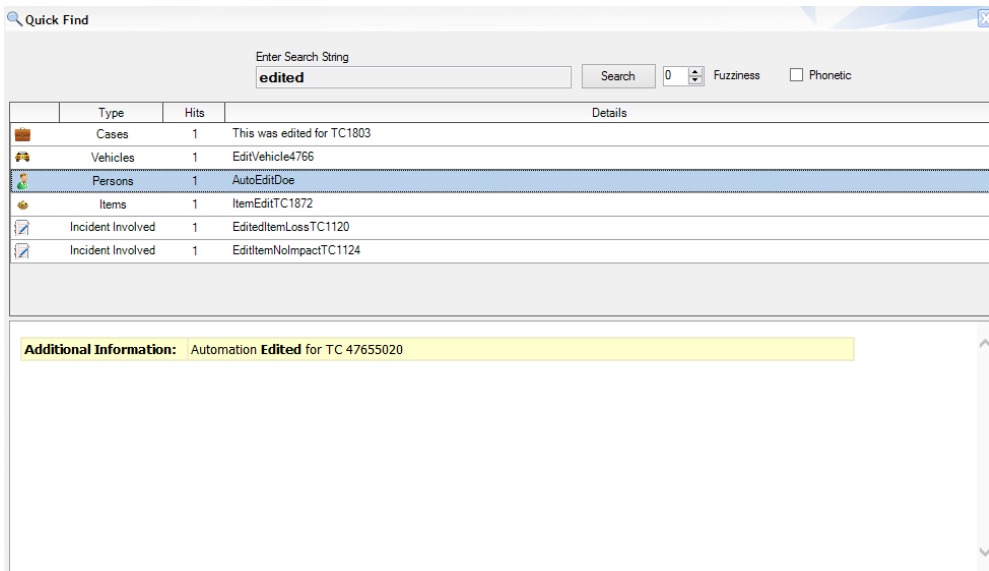 Quick Find
Enter Search String
edited Search 0 Fuzziness Phonetic
Type Hits Details
Cases 1 This was edited for TC1803
Vehicles 1 EditVehicle4766
Persons 1 AutoEditDoe
Items 1 ItemEditTC1872
Incident Involved 1 EditedItemLossTC1120
Incident Involved 1 EditItemNoImpactTC1124
Additional Information: Automation Edited for TC 47655020